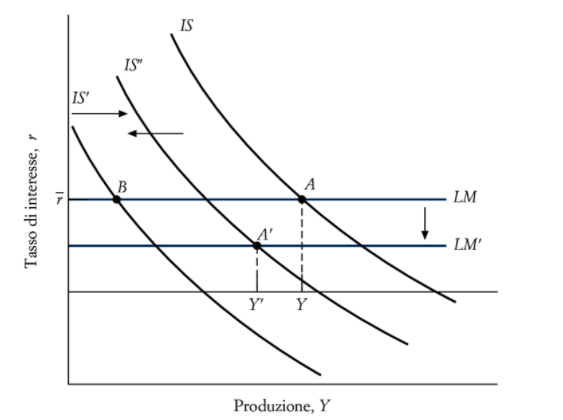 IS
IS″
IS′
B
A
r̄
LM
A′
LM′
Y′
Y
Tasso di interesse, r
Produzione, Y